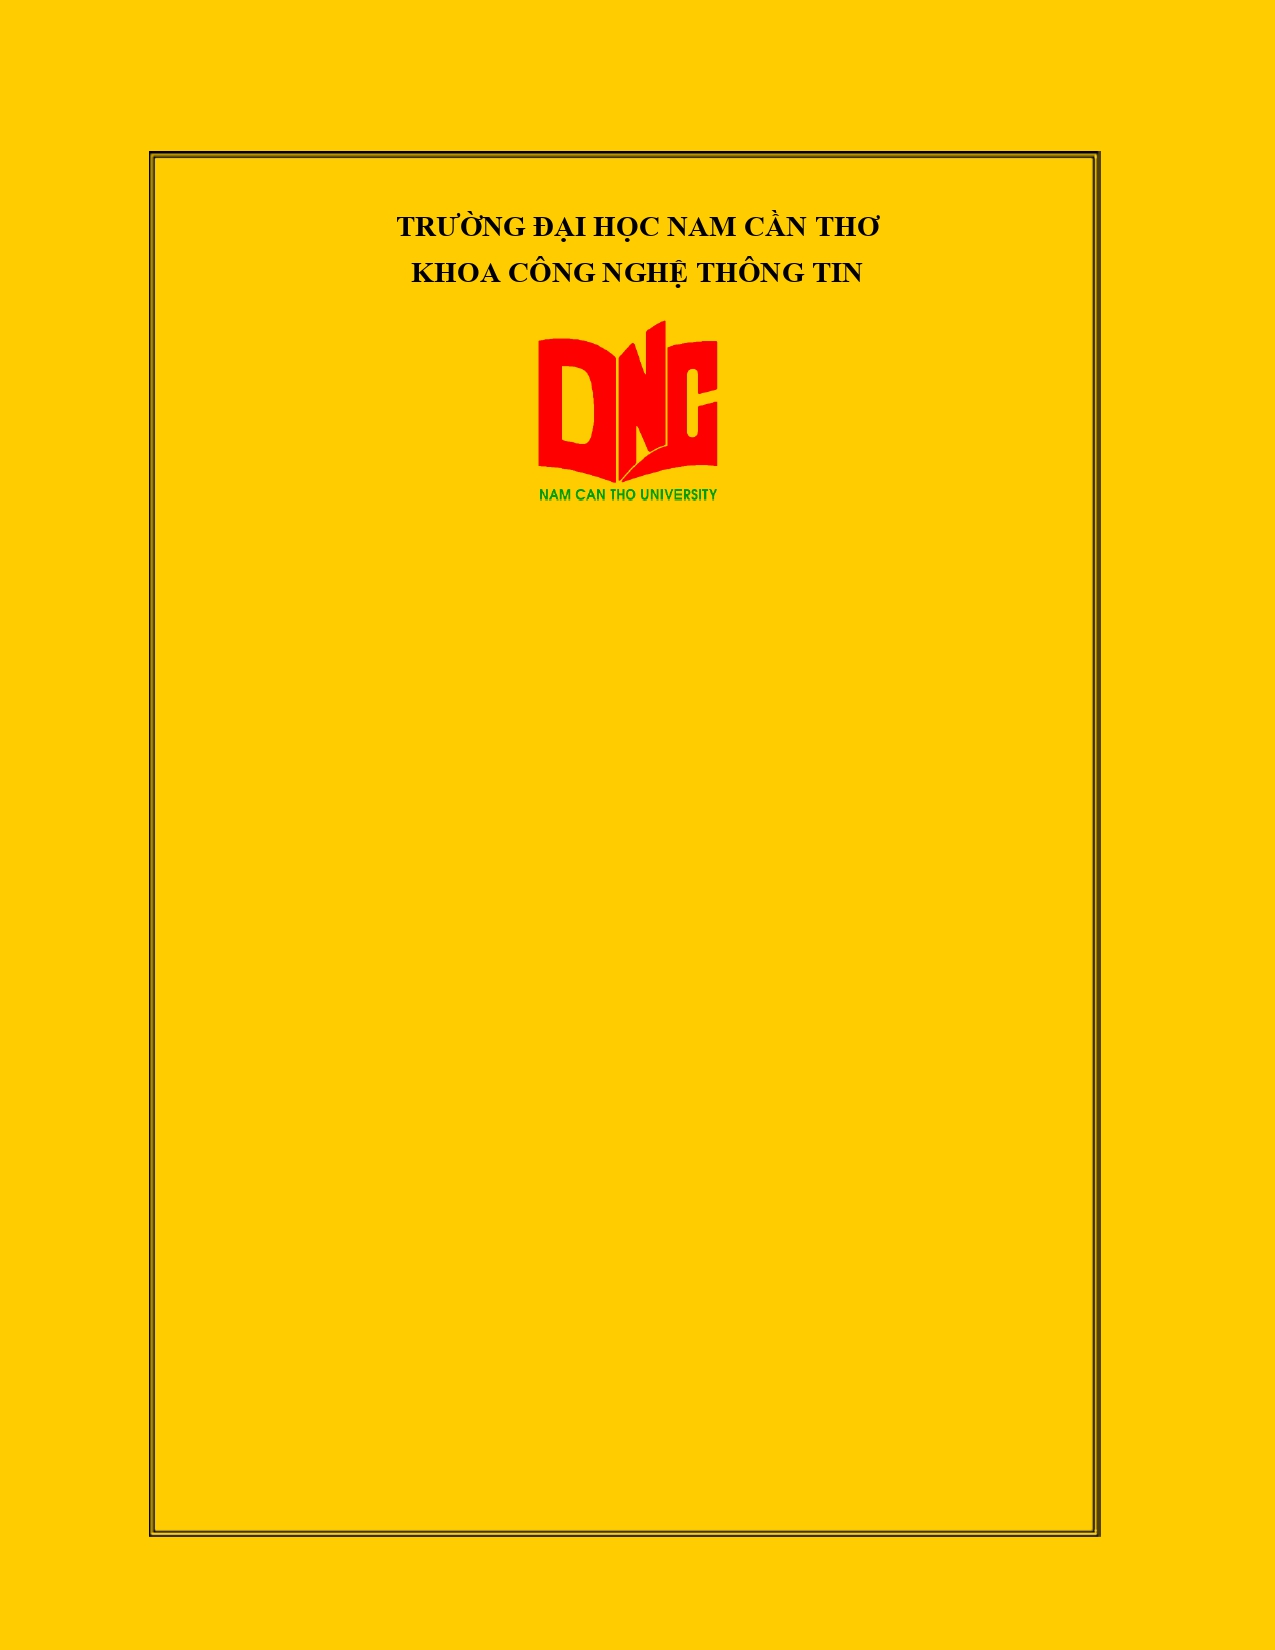 TRƯỜNG ĐẠI HỌC NAM CẦN THƠ
KHOA CÔNG NGHỆ THÔNG TIN
DNC
NAM CAN THO UNIVERSITY